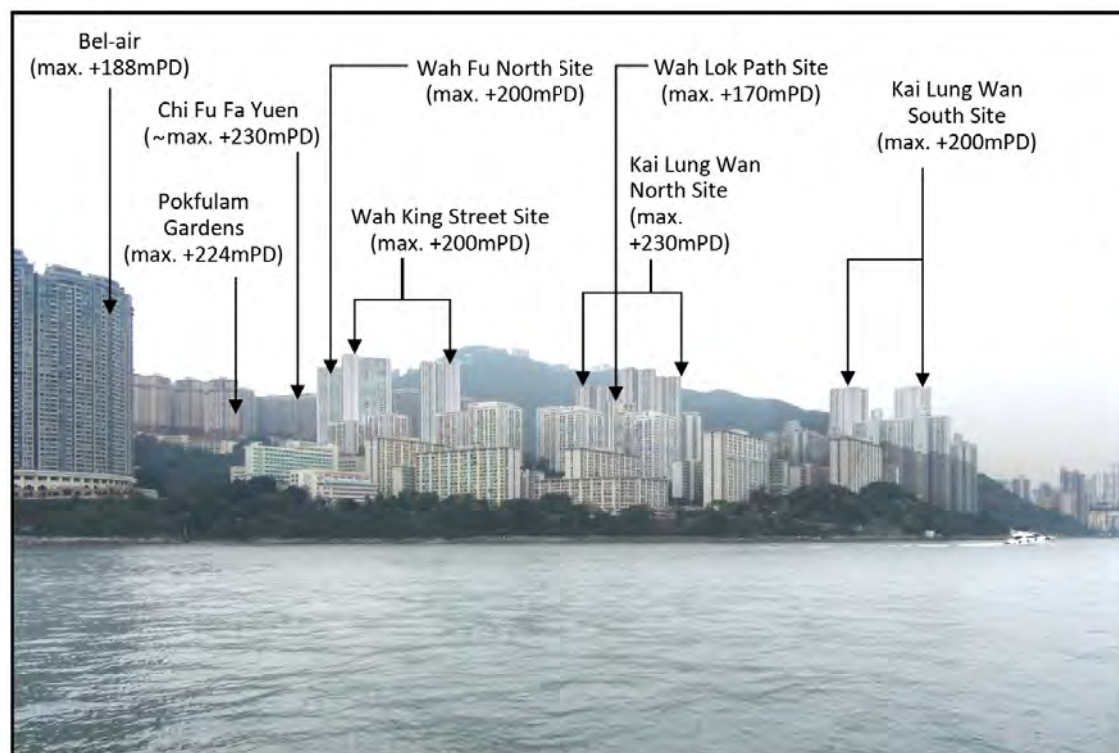 Bel-air
(max. +188mPD)
Chi Fu Fa Yuen
(~max. +230mPD)
Pokfulam
Gardens
(max. +224mPD)
Wah Fu North Site
(max. +200mPD)
Wah King Street Site
(max. +200mPD)
Wah Lok Path Site
(max. +170mPD)
Kai Lung Wan
North Site
(max.
+230mPD)
Kai Lung Wan
South Site
(max. +200mPD)